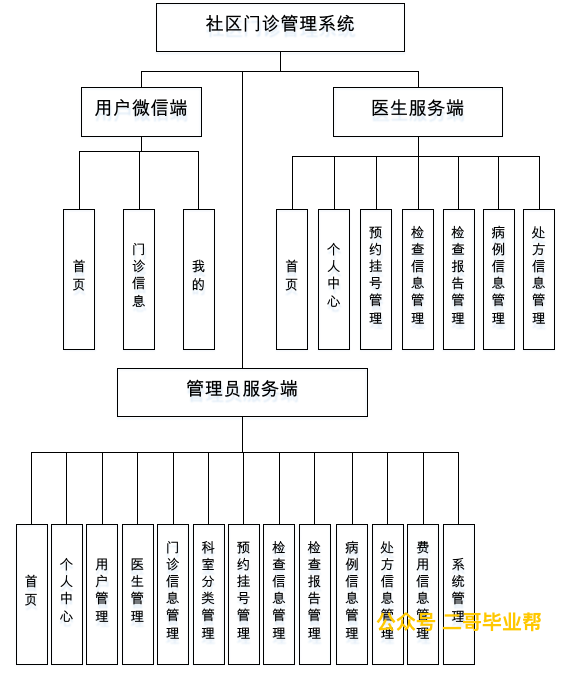 社区门诊管理系统
用户微信端
医生服务端
首页
门诊信息
我的
首页
个人中心
预约挂号管理
检查信息管理
检查报告管理
病例信息管理
处方信息管理
管理员服务端
首页
个人中心
用户管理
医生管理
门诊信息管理
科室分类管理
预约挂号管理
检查信息管理
检查报告管理
病例信息管理
处方信息管理
费用信息管理
系统管理
公众号 二哥毕业帮